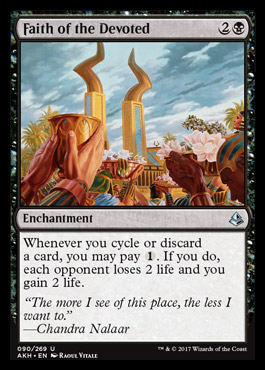 Faith of the Devoted 2
Enchantment
Whenever you cycle or discard
a card, you may pay 1. If you do,
each opponent loses 2 life and you
gain 2 life.
“The more I see of this place, the less I
want to.”
—Chandra Nalaar
090/269 U
AKH • EN Raoul Vitale
™ & © 2017 Wizards of the Coast